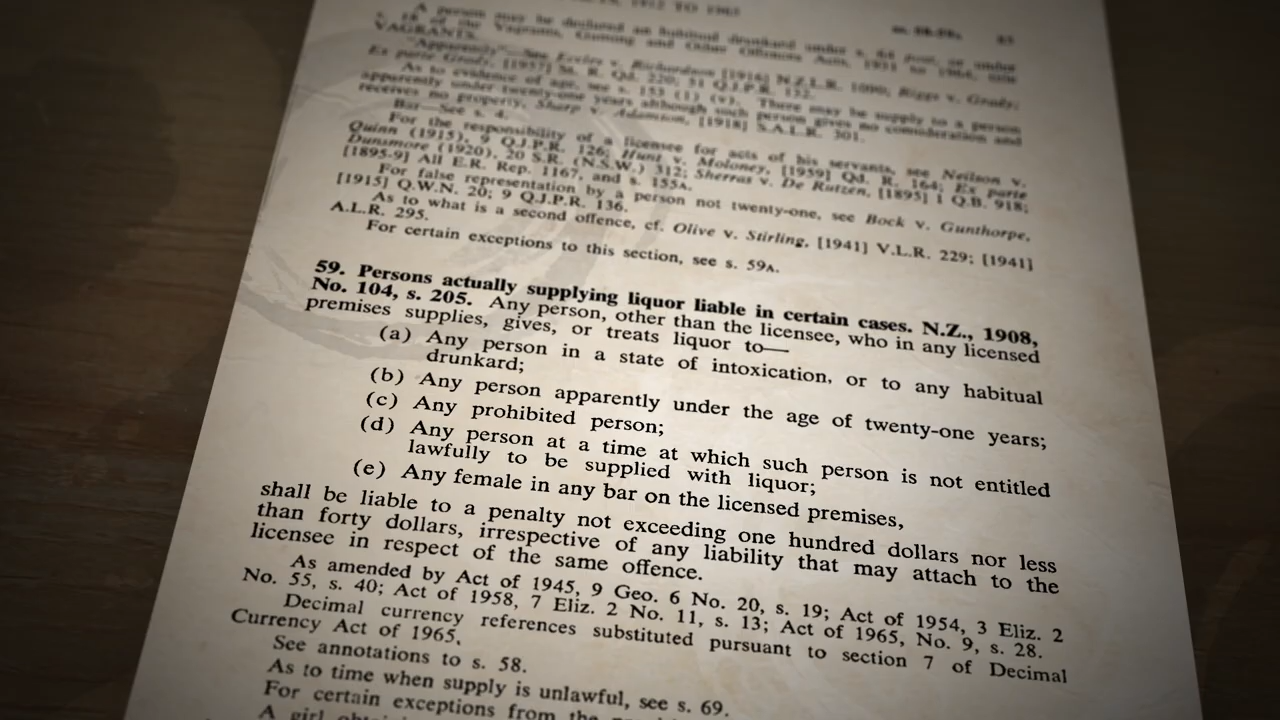 TO 1965
ss. 58-59A 65
A person may be declared an habitual drunkard under s. 64 post, or under
s. 16 of the Vagrants, Gaming and Other Offences Acts, 1931 to 1964, title
VAGRANTS.
"Apparently"—See Eccles v. Richardson [1916] N.Z.L.R. 1090; Riggs v. Grady;
Ex parte Grady, [1957] St. R. Qd. 220; 51 Q.J.P.R. 132.
As to evidence of age, see s. 153 (1) (v). There may be supply to a person
apparently under twenty-one years although such person gives no consideration and
receives no property, Sharp v. Adamson, [1918] S.A.L.R. 301.
Bar—See s. 4.
For the responsibility of a licensee for acts of his servants, see Neilson v.
Quinn (1915), 9 Q.J.P.R. 126; Hunt v. Moloney, [1959] Qd. R. 164; Ex parte
Dunsmore (1920), 20 S.R. (N.S.W.) 312; Sherras v. De Rutzen, [1895] 1 Q.B. 918;
[1895-9] All E.R. Rep. 1167, and s. 155A.
For false representation by a person not twenty-one, see Bock v. Gunthorpe,
[1915] Q.W.N. 20; 9 Q.J.P.R. 136.
As to what is a second offence, cf. Olive v. Stirling, [1941] V.L.R. 229; [1941]
A.L.R. 295.
For certain exceptions to this section, see s. 59A.
59. Persons actually supplying liquor liable in certain cases. N.Z., 1908,
No. 104, s. 205. Any person, other than the licensee, who in any licensed
premises supplies, gives, or treats liquor to—
(a) Any person in a state of intoxication, or to any habitual
drunkard;
(b) Any person apparently under the age of twenty-one years;
(c) Any prohibited person;
(d) Any person at a time at which such person is not entitled
lawfully to be supplied with liquor;
(e) Any female in any bar on the licensed premises,
shall be liable to a penalty not exceeding one hundred dollars nor less
than forty dollars, irrespective of any liability that may attach to the
licensee in respect of the same offence.
As amended by Act of 1945, 9 Geo. 6 No. 20, s. 19; Act of 1954, 3 Eliz. 2
No. 55, s. 40; Act of 1958, 7 Eliz. 2 No. 11, s. 13; Act of 1965, No. 9, s. 28.
Decimal currency references substituted pursuant to section 7 of Decimal
Currency Act of 1965.
See annotations to s. 58.
As to time when supply is unlawful, see s. 69.
For certain exceptions from the
A girl